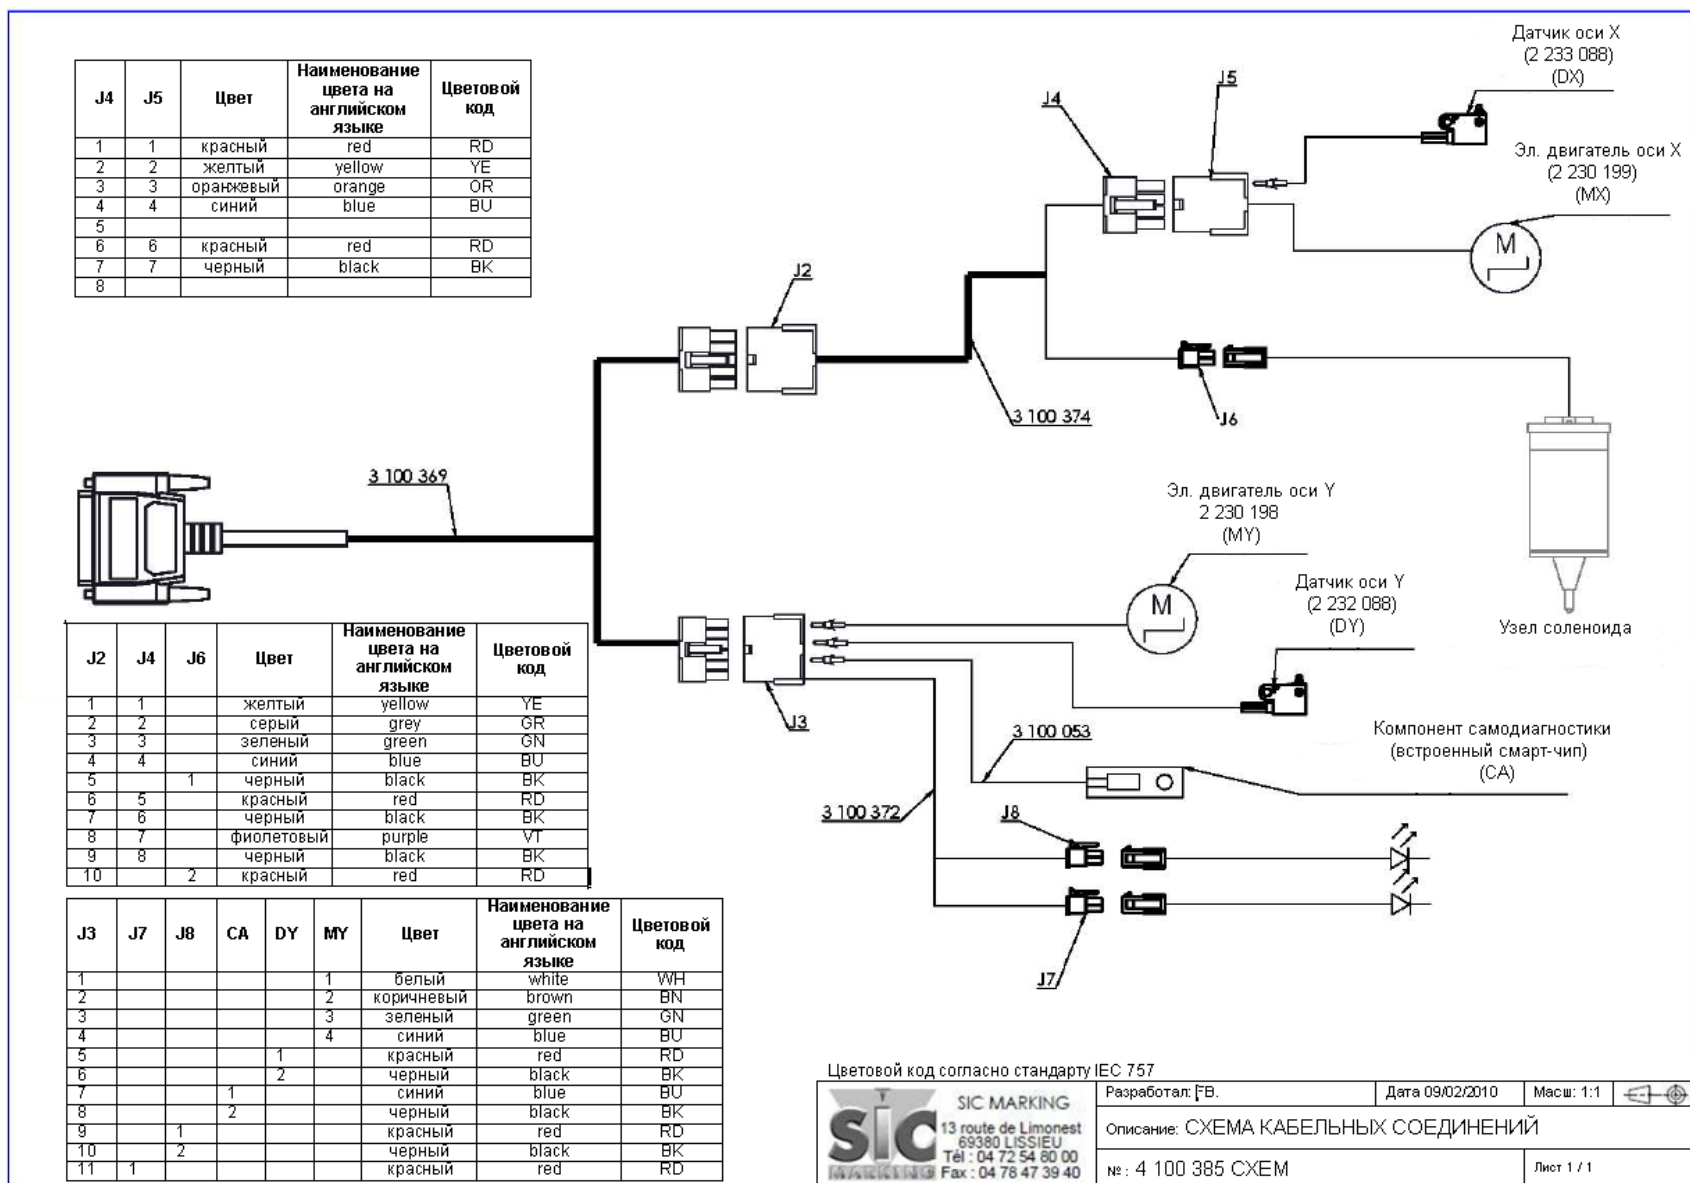 Датчик оси X
(2 233 088)
(DX)
J4 J5 Цвет Наименование цвета на английском языке Цветовой код
1 1 красный red RD
2 2 желтый yellow YE
3 3 оранжевый orange OR
4 4 синий blue BU
5
6 6 красный red RD
7 7 черный black BK
8
J4
J5
Эл. двигатель оси X
(2 230 199)
(MX)
M
J2
3 100 374
J6
3 100 369
Эл. двигатель оси Y
2 230 198
(MY)
M
Датчик оси Y
(2 232 088)
(DY)
Узел соленоида
J2 J4 J6 Цвет Наименование цвета на английском языке Цветовой код
1 1 желтый yellow YE
2 2 серый grey GR
3 3 зеленый green GN
4 4 синий blue BU
5 1 черный black BK
6 5 красный red RD
7 6 черный black BK
8 7 фиолетовый purple VT
9 8 черный black BK
10 2 красный red RD
J3
3 100 053
Компонент самодиагностики
(встроенный смарт-чип)
(CA)
3 100 372
J8
J7
J3 J7 J8 CA DY MY Цвет Наименование цвета на английском языке Цветовой код
1 1 белый white WH
2 2 коричневый brown BN
3 3 зеленый green GN
4 4 синий blue BU
5 1 красный red RD
6 2 черный black BK
7 1 синий blue BU
8 2 черный black BK
9 1 красный red RD
10 2 черный black BK
11 1 красный red RD
Цветовой код согласно стандарту IEC 757
SIC
MARKING
SIC MARKING
13 route de Limonest
69380 LISSIEU
Tél : 04 72 54 80 00
Fax : 04 78 47 39 40
Разработал: FB. Дата 09/02/2010 Масш: 1:1
Описание: СХЕМА КАБЕЛЬНЫХ СОЕДИНЕНИЙ
№ : 4 100 385 СХЕМ Лист 1 / 1